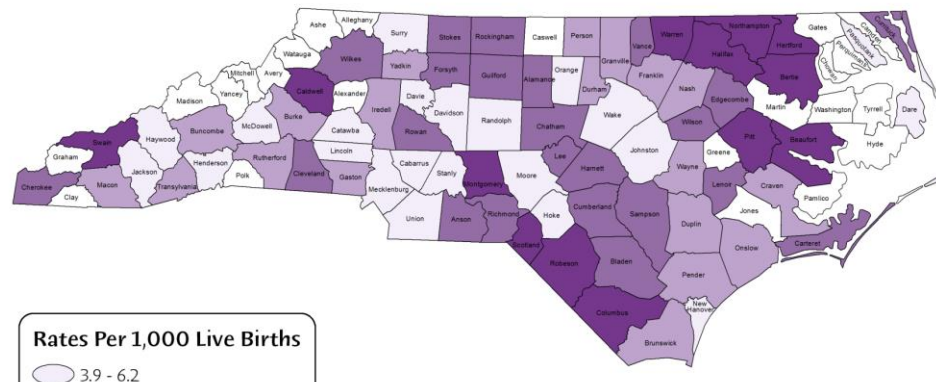 Ashe
Alleghany
Surry
Stokes
Rockingham
Caswell
Person
Vance
Warren
Northampton
Gates
Camden
Currituck
Pasquotank
Perquimans
Chowan
Watauga
Wilkes
Yadkin
Forsyth
Guilford
Alamance
Orange
Durham
Granville
Franklin
Halifax
Hertford
Bertie
Mitchell
Avery
Yancey
Madison
Caldwell
Alexander
Iredell
Davie
Davidson
Randolph
Chatham
Wake
Nash
Edgecombe
Martin
Washington
Tyrrell
Dare
Swain
Haywood
Buncombe
McDowell
Burke
Catawba
Rowan
Lee
Johnston
Wilson
Pitt
Beaufort
Hyde
Graham
Jackson
Henderson
Rutherford
Lincoln
Cabarrus
Stanly
Montgomery
Moore
Harnett
Wayne
Greene
Lenoir
Craven
Pamlico
Cherokee
Clay
Macon
Transylvania
Polk
Cleveland
Gaston
Mecklenburg
Union
Anson
Richmond
Hoke
Cumberland
Sampson
Duplin
Jones
Carteret
Scotland
Robeson
Bladen
Pender
Onslow
Columbus
New
Hanover
Brunswick
Rates Per 1,000 Live Births
3.9 - 6.2